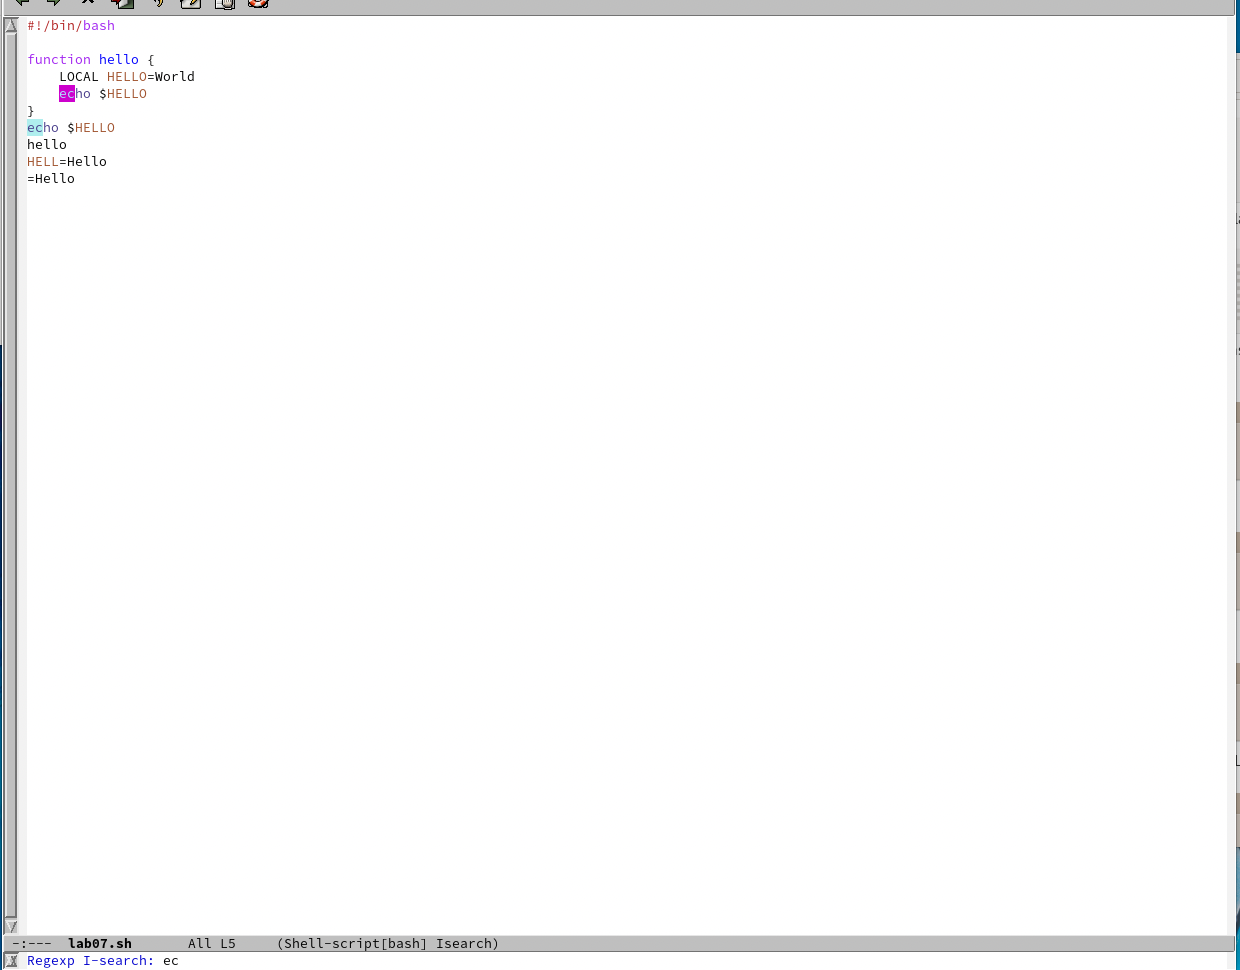 #!/bin/bash

function hello {
    LOCAL HELLO=World
    echo $HELLO
}
echo $HELLO
hello
HELL=Hello
=Hello
-:---  lab07.sh       All L5     (Shell-script[bash] Isearch)
Regexp I-search: ec